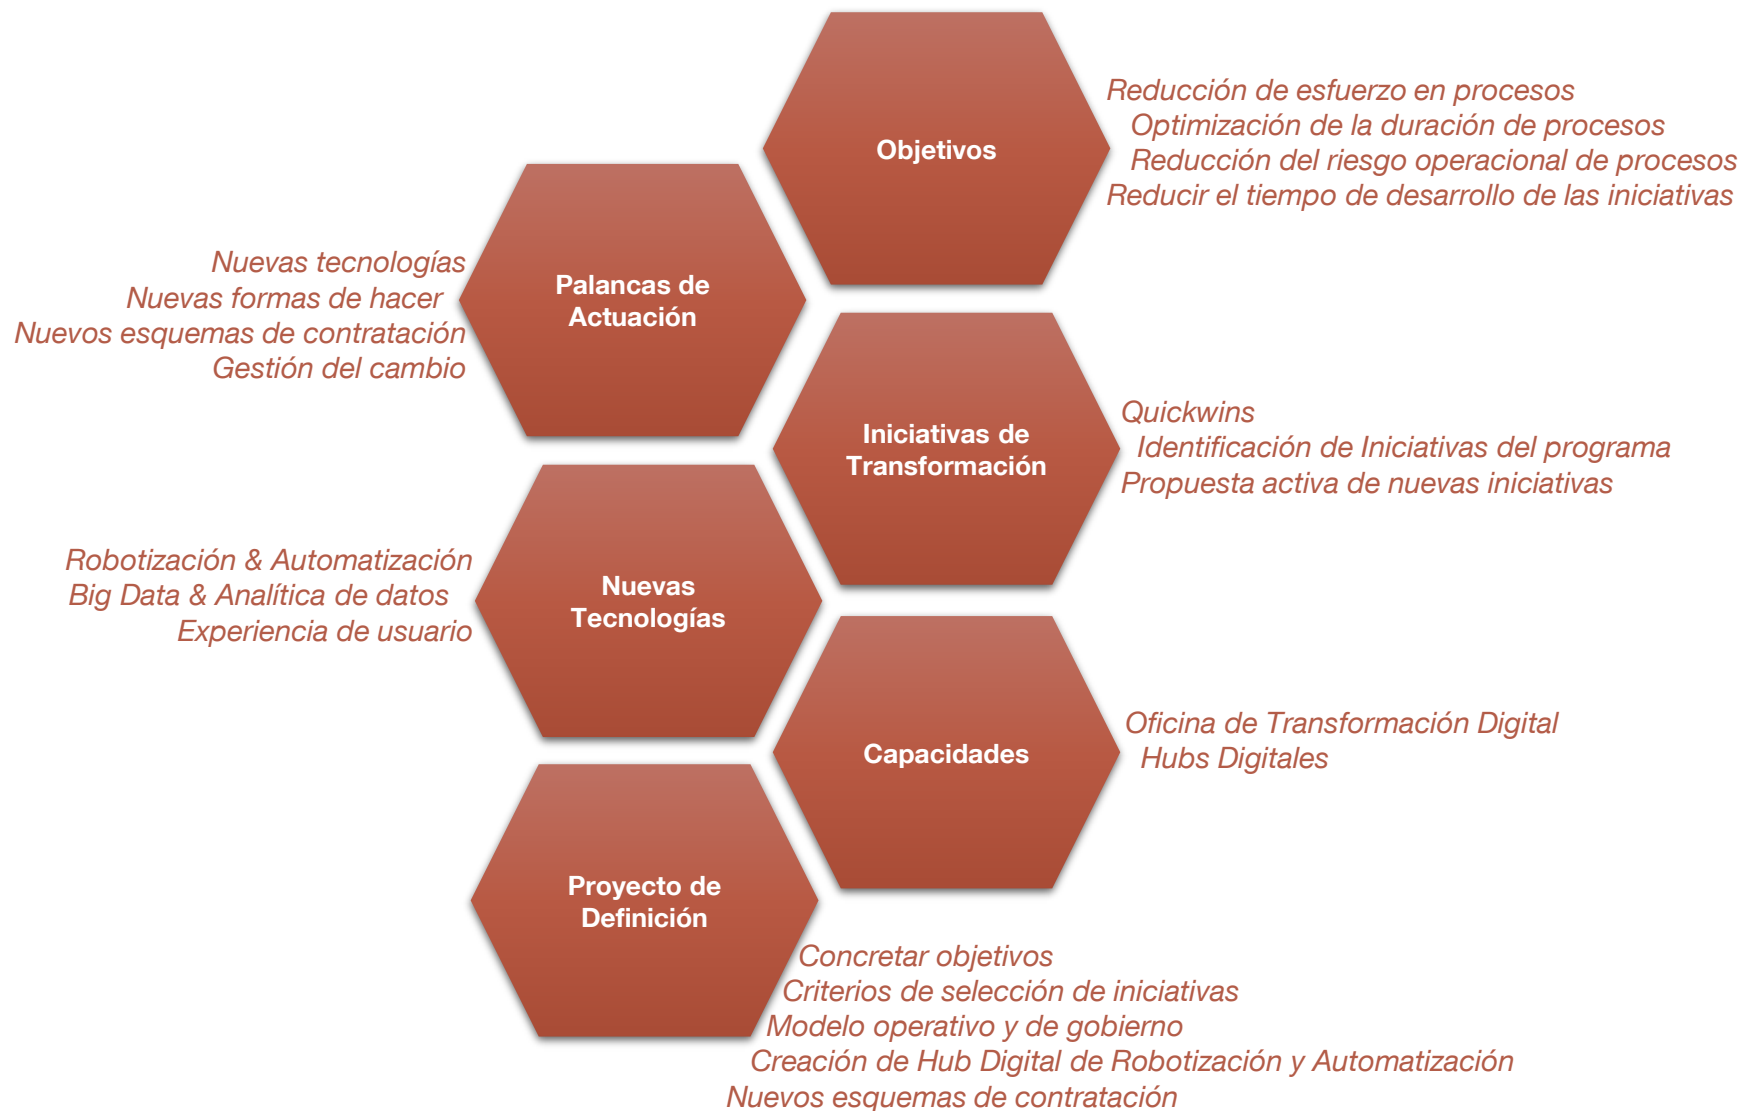 Objetivos
Reducción de esfuerzo en procesos
Optimización de la duración de procesos
Reducción del riesgo operacional de procesos
Reducir el tiempo de desarrollo de las iniciativas
Palancas de
Actuación
Nuevas tecnologías
Nuevas formas de hacer
Nuevos esquemas de contratación
Gestión del cambio
Iniciativas de
Transformación
Quickwins
Identificación de Iniciativas del programa
Propuesta activa de nuevas iniciativas
Nuevas
Tecnologías
Robotización & Automatización
Big Data & Analítica de datos
Experiencia de usuario
Capacidades
Oficina de Transformación Digital
Hubs Digitales
Proyecto de
Definición
Concretar objetivos
Criterios de selección de iniciativas
Modelo operativo y de gobierno
Creación de Hub Digital de Robotización y Automatización
Nuevos esquemas de contratación